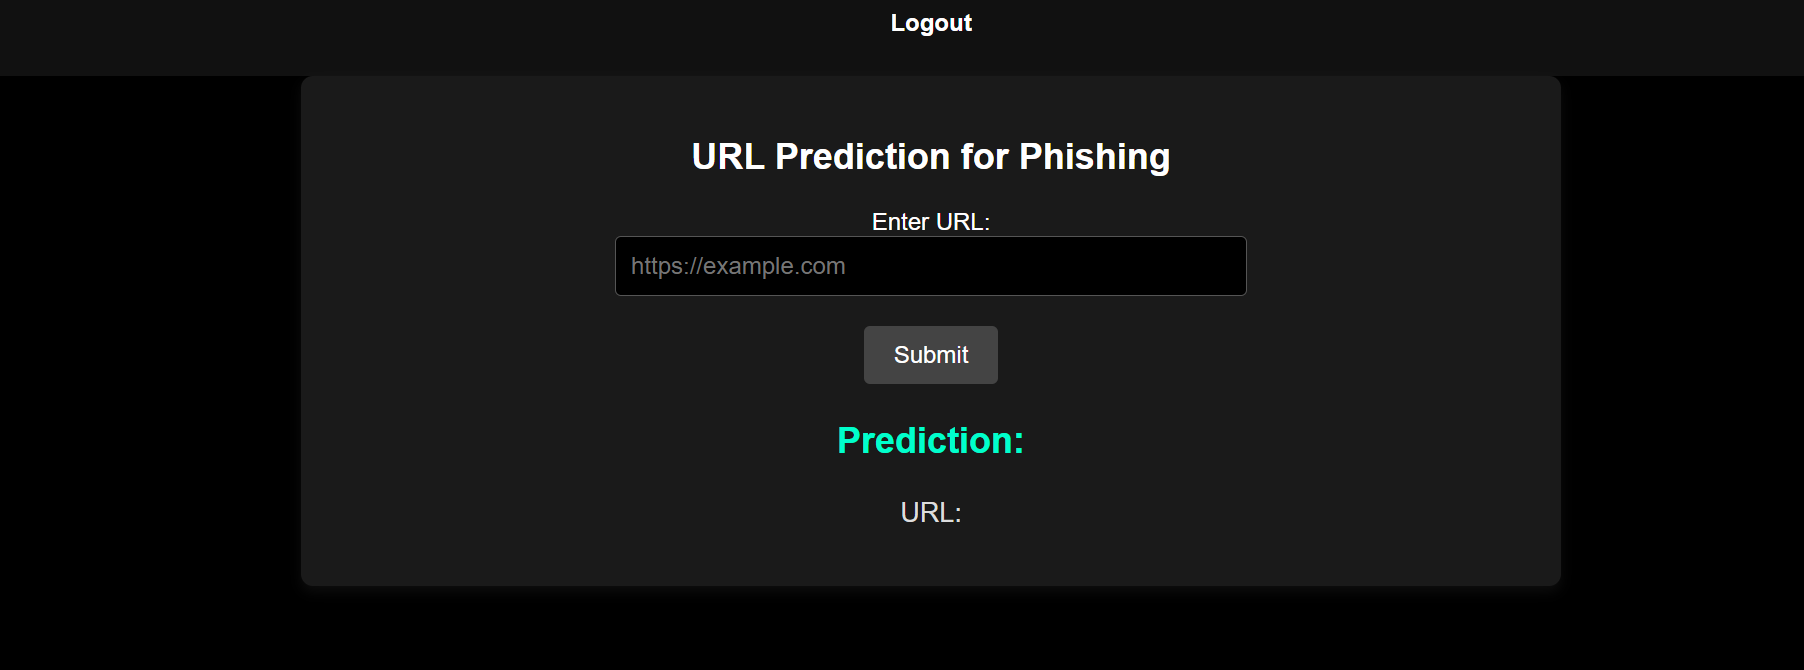 Logout
URL Prediction for Phishing
Enter URL:
https://example.com
Submit
Prediction:
URL: